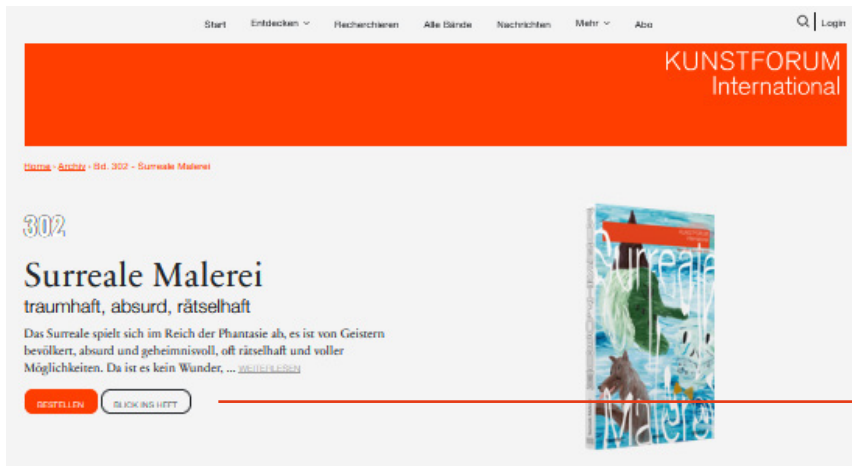 Start Entdecken Recherchieren Alle Bände Nachrichten Mehr Abo Login
KUNSTFORUM
International
Home - Archiv - Bd. 302 – Surreale Malerei
302
Surreale Malerei
traumhaft, absurd, rätselhaft
Das Surreale spielt sich im Reich der Phantasie ab, es ist von Geistern
bevölkert, absurd und geheimnisvoll, oft rätselhaft und voller
Möglichkeiten. Da ist es kein Wunder, ... WEITERLESEN
BESTELLEN BLICK INS HEFT
KUNSTFORUM
International
Surreale
Malerei